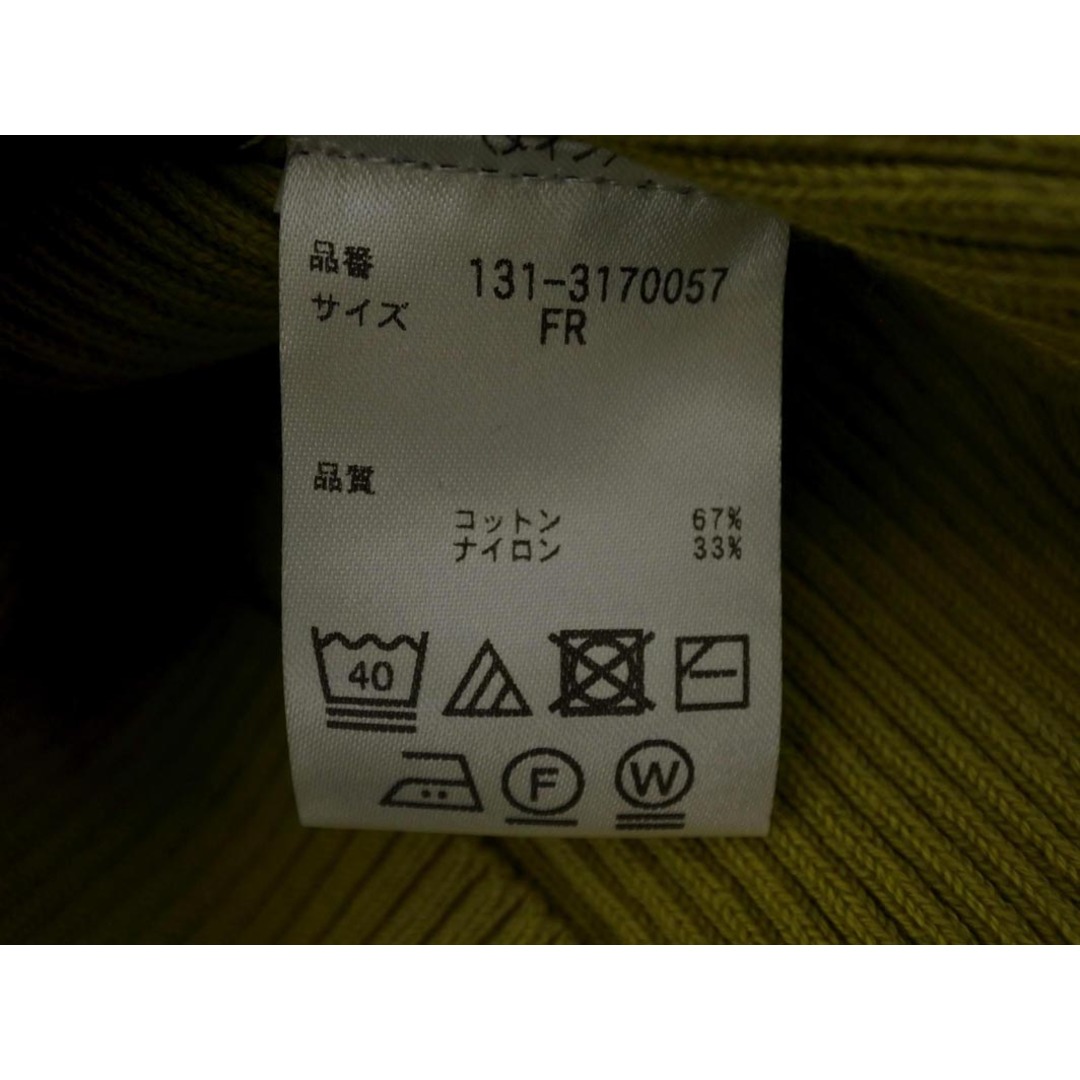 品番 131-3170057
サイズ FR
品質
コットン 67%
ナイロン 33%
40
F W